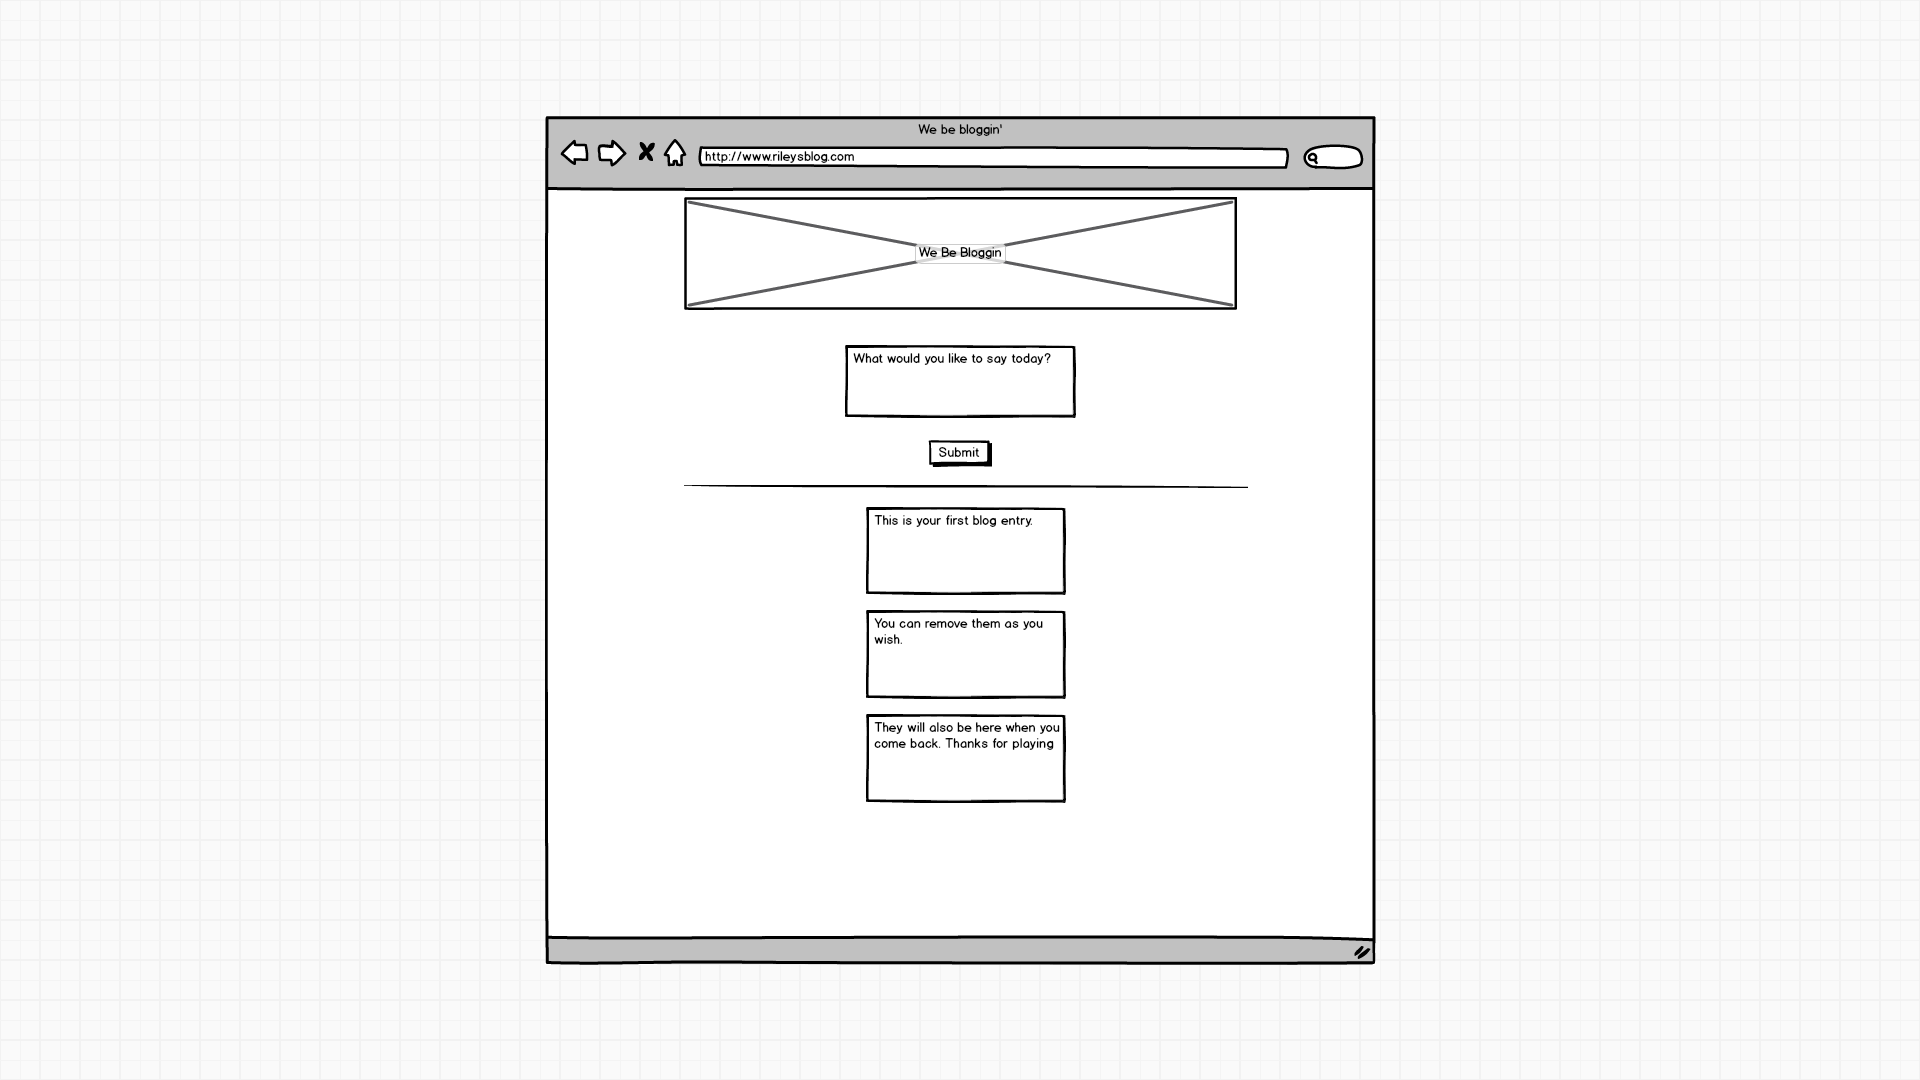 We be bloggin'
http://www.rileysblog.com
We Be Bloggin
What would you like to say today?
Submit
This is your first blog entry.
You can remove them as you
wish.
They will also be here when you
come back. Thanks for playing